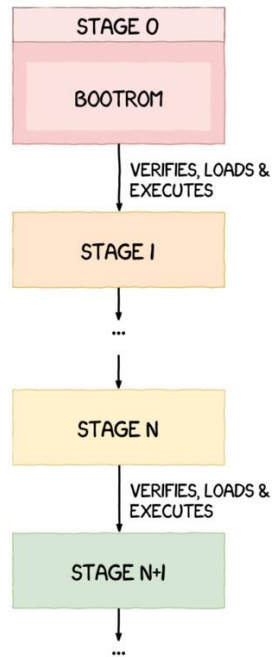 STAGE 0
BOOTROM
VERIFIES, LOADS &
EXECUTES
STAGE 1
...
STAGE N
VERIFIES, LOADS &
EXECUTES
STAGE N+1
...